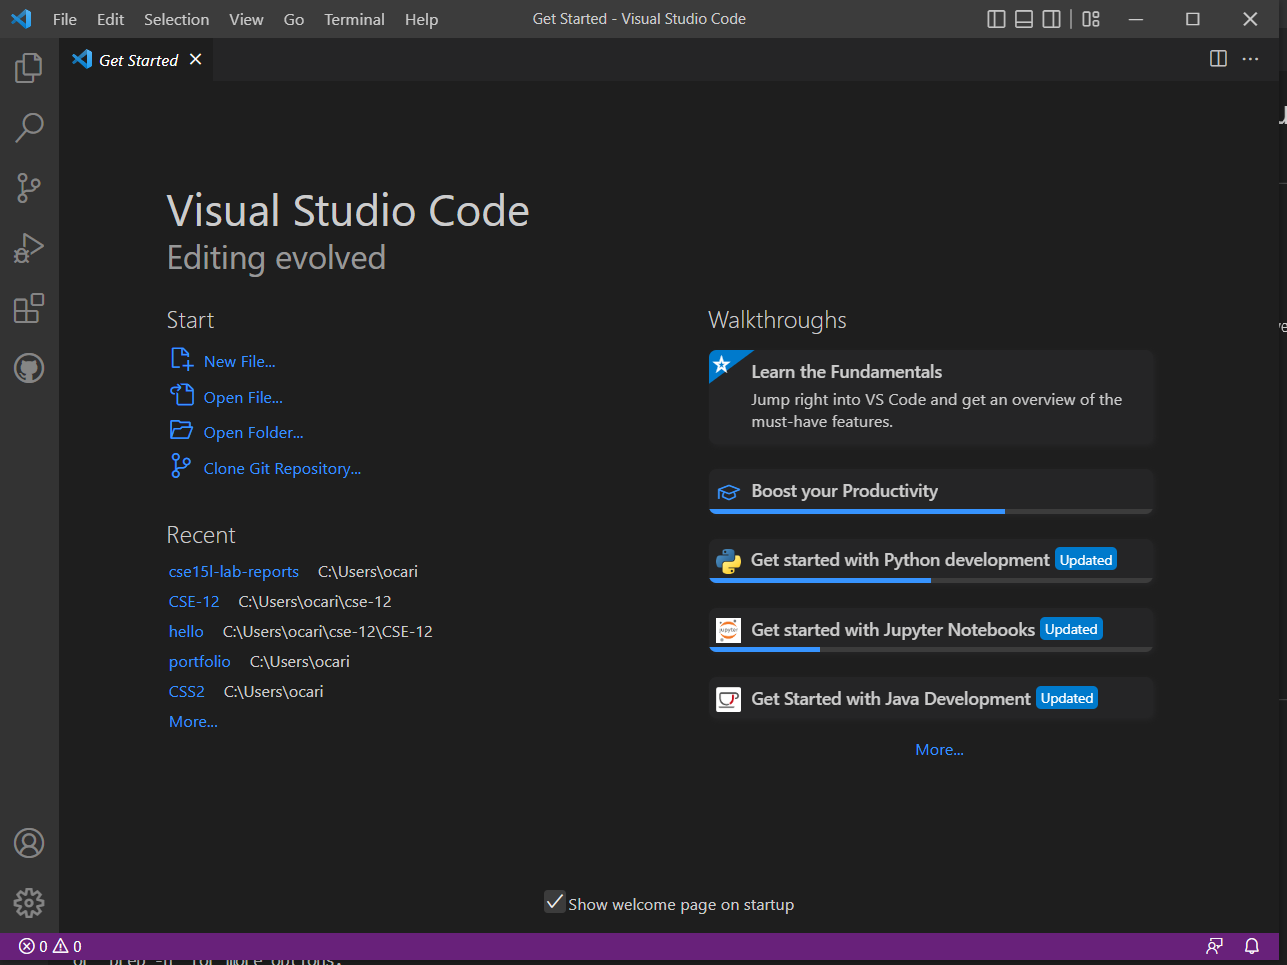 File Edit Selection View Go Terminal Help Get Started - Visual Studio Code
Get Started
Visual Studio Code
Editing evolved
Start
New File...
Open File...
Open Folder...
Clone Git Repository...
Recent
cse15l-lab-reports C:\Users\ocari
CSE-12 C:\Users\ocari\cse-12
hello C:\Users\ocari\cse-12\CSE-12
portfolio C:\Users\ocari
CSS2 C:\Users\ocari
More...
Walkthroughs
Learn the Fundamentals
Jump right into VS Code and get an overview of the
must-have features.
Boost your Productivity
Get started with Python development Updated
Get started with Jupyter Notebooks Updated
Get Started with Java Development Updated
More...
Show welcome page on startup
0 0